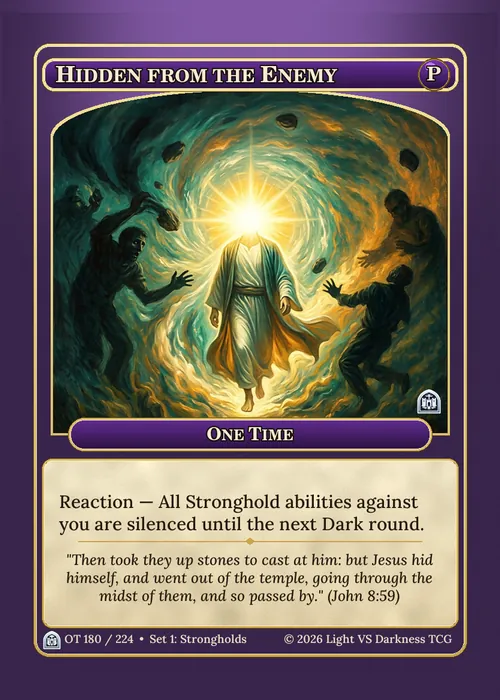 Hidden from the Enemy
P
One Time
Reaction — All Stronghold abilities against
you are silenced until the next Dark round.
"Then took they up stones to cast at him: but Jesus hid
himself, and went out of the temple, going through the
midst of them, and so passed by." (John 8:59)
OT 180 / 224 • Set 1: Strongholds © 2026 Light VS Darkness TCG